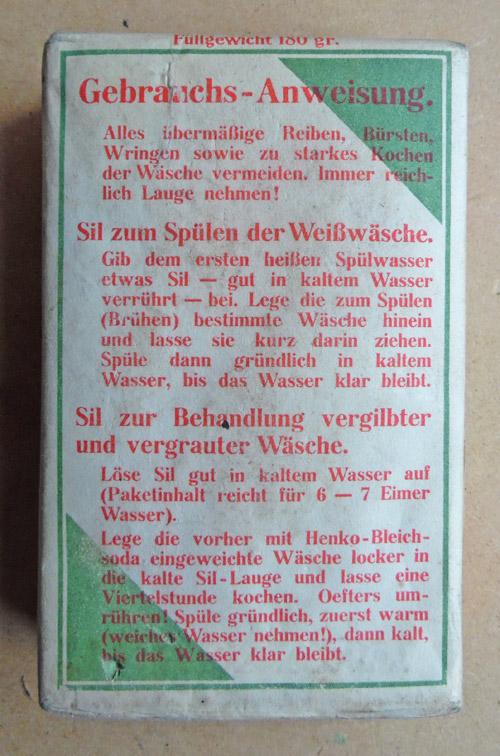 Füllgewicht 180 gr.
Gebrauchs-Anweisung.
Alles übermäßige Reiben, Bürsten,
Wringen sowie zu starkes Kochen
der Wäsche vermeiden. Immer reich-
lich Lauge nehmen!
Sil zum Spülen der Weißwäsche.
Gib dem ersten heißen Spülwasser
etwas Sil — gut in kaltem Wasser
verrührt — bei. Lege die zum Spülen
(Brühen) bestimmte Wäsche hinein
und lasse sie kurz darin ziehen.
Spüle dann gründlich in kaltem
Wasser, bis das Wasser klar bleibt.
Sil zur Behandlung vergilbter
und vergrauter Wäsche.
Löse Sil gut in kaltem Wasser auf
(Paketinhalt reicht für 6 — 7 Eimer
Wasser).
Lege die vorher mit Henko-Bleich-
soda eingeweichte Wäsche locker in
die kalte Sil-Lauge und lasse eine
Viertelstunde kochen. Oefters um-
rühren! Spüle gründlich, zuerst warm
(weiches Wasser nehmen!), dann kalt,
bis das Wasser klar bleibt.